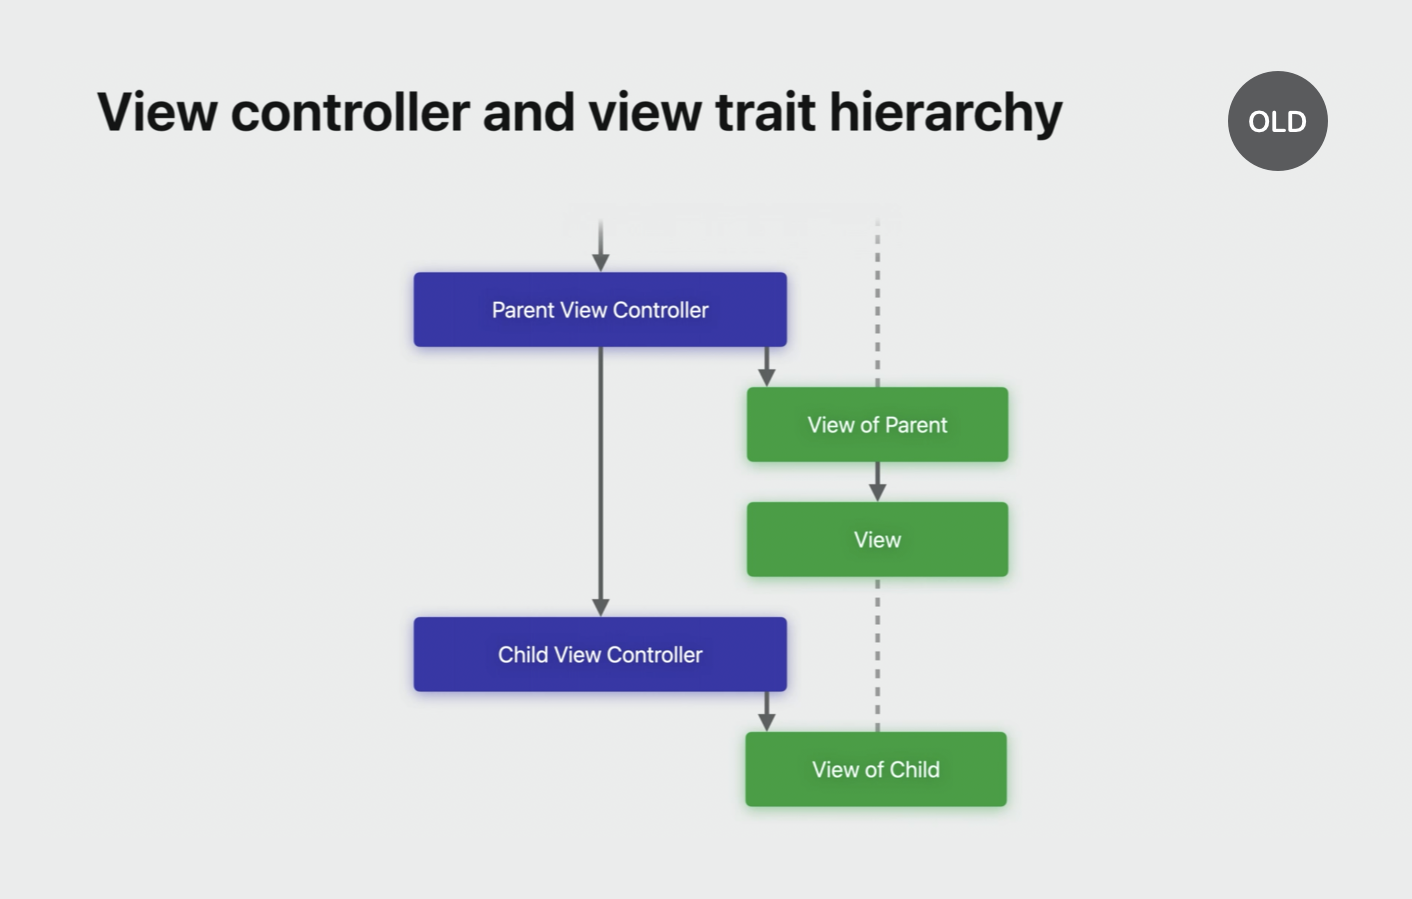 View controller and view trait hierarchy
OLD
Parent View Controller
View of Parent
View
Child View Controller
View of Child